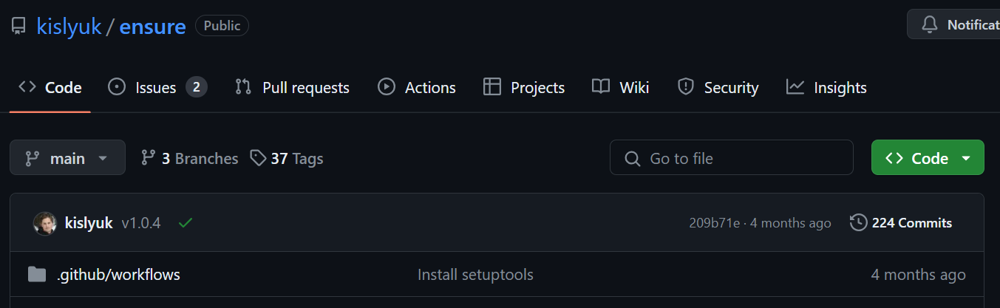 kislyuk / ensure Public Notificat
Code Issues 2 Pull requests Actions Projects Wiki Security Insights
main 3 Branches 37 Tags Go to file Code
kislyuk v1.0.4 209b71e · 4 months ago 224 Commits
.github/workflows Install setuptools 4 months ago